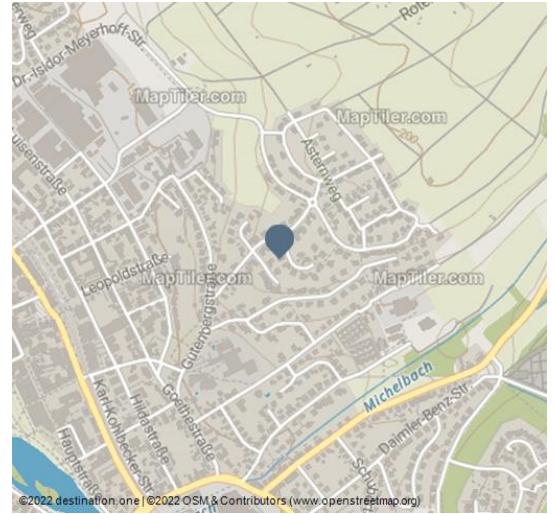 Dr.-Isidor-Meyerhoff-Str.
MapTiler.com
MapTiler.com
Asternweg
200
Leopoldstraße
MapTiler.com
MapTiler.com
Gutenbergstraße
Michelbach
Goethestraße
Karl-Kohlbecker-Str.
Hildastraße
Hauptstraße
Daimler-Benz-Str.
©2022 destination.one | ©2022 OSM & Contributors (www.openstreetmap.org)